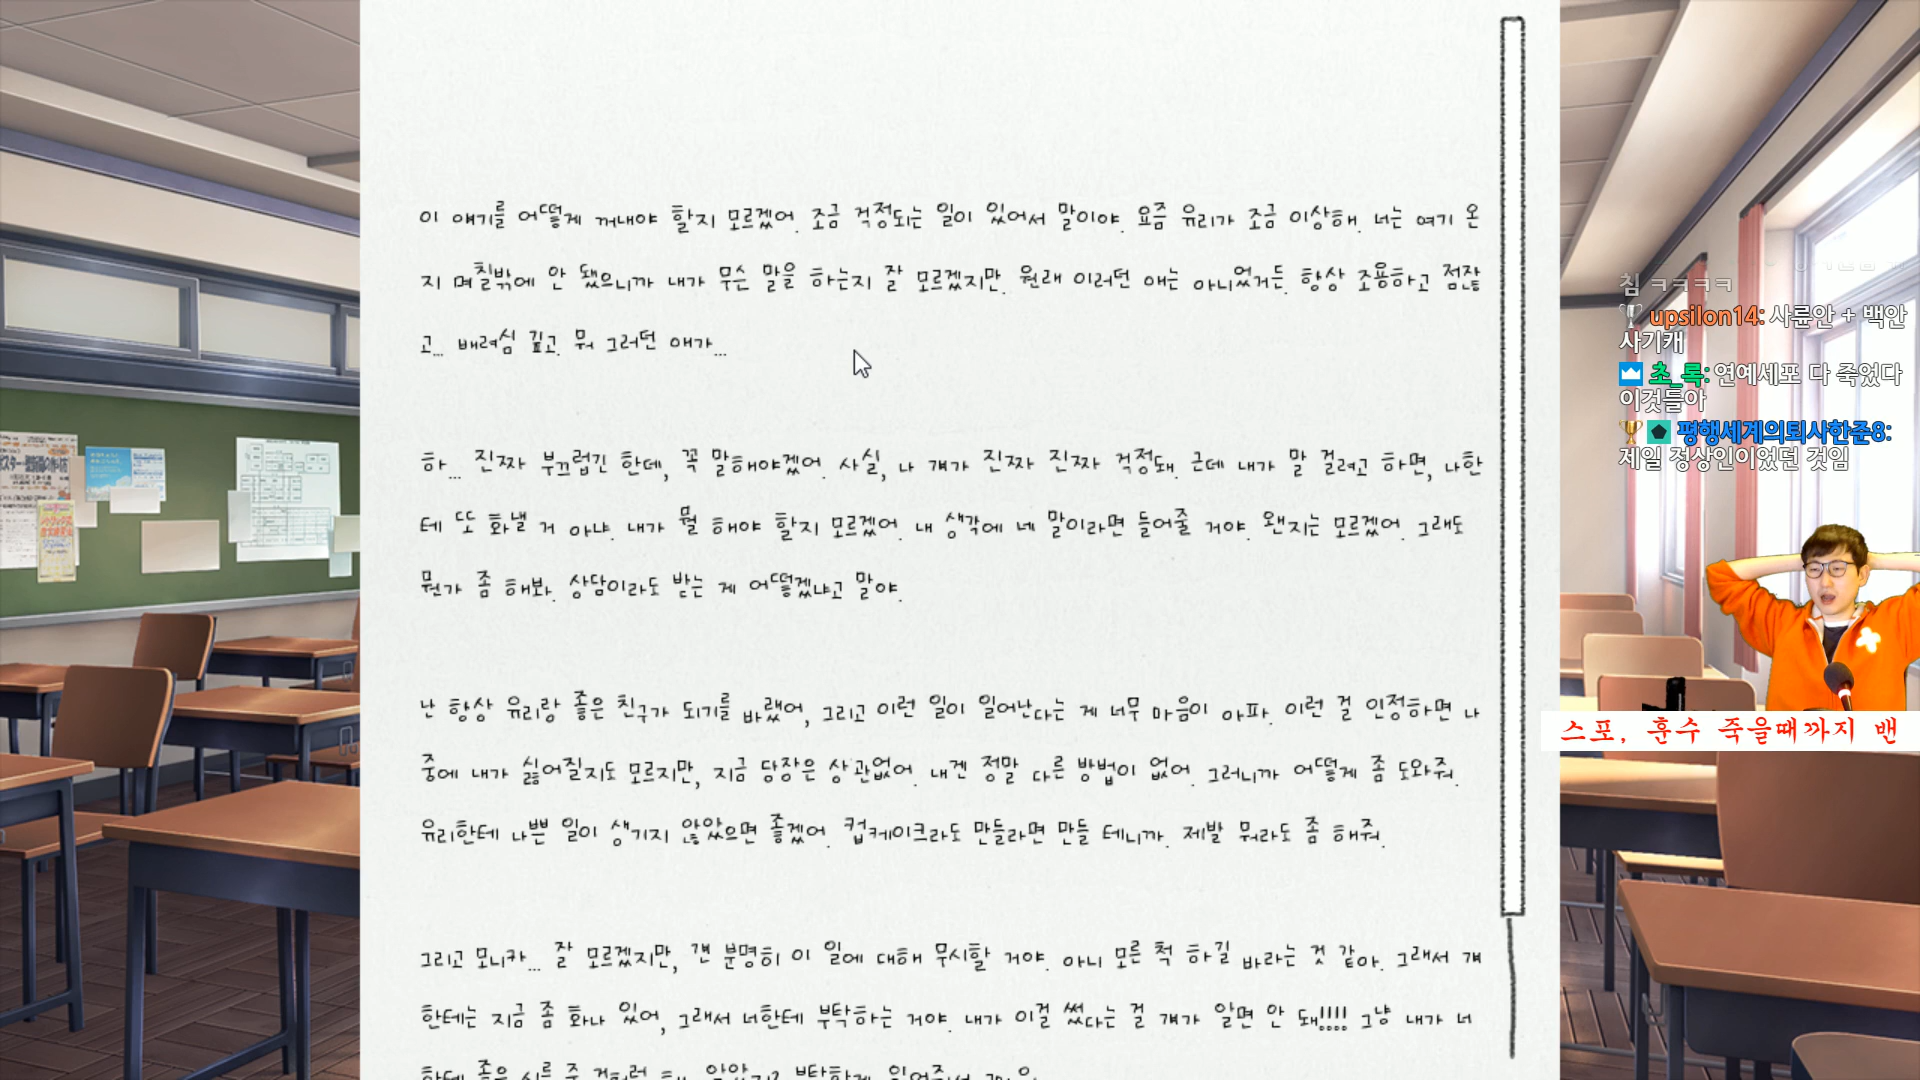 이 얘기를 어떻게 꺼내야 할지 모르겠어. 조금 걱정되는 일이 있어서 말이야. 요즘 유리가 조금 이상해. 너는 여기 온
지 며칠밖에 안 됐으니까 내가 무슨 말을 하는지 잘 모르겠지만. 원래 이러던 애는 아니었거든. 항상 조용하고 점잖
고... 배려심 깊고. 뭐 그러던 애가...
하... 진짜 부끄럽긴 한데, 꼭 말해야겠어. 사실, 나 걔가 진짜 진짜 걱정돼. 근데 내가 말 걸려고 하면, 나한
테 또 화낼 거 아냐. 내가 뭘 해야 할지 모르겠어. 내 생각에 네 말이라면 들어줄 거야. 왠지는 모르겠어. 그래도
뭔가 좀 해봐. 상담이라도 받는 게 어떻겠냐고 말야.
난 항상 유리랑 좋은 친구가 되기를 바랬어, 그리고 이런 일이 일어난다는 게 너무 마음이 아파. 이런 걸 인정하면 나
중에 내가 싫어질지도 모르지만, 지금 당장은 상관없어. 내겐 정말 다른 방법이 없어. 그러니까 어떻게 좀 도와줘.
유리한테 나쁜 일이 생기지 않았으면 좋겠어. 컵케이크라도 만들라면 만들 테니까. 제발 뭐라도 좀 해줘.
그리고 모니카... 잘 모르겠지만, 걘 분명히 이 일에 대해 무시할 거야. 아니 모른 척 하길 바라는 것 같아. 그래서 걔
한테는 지금 좀 화나 있어, 그래서 너한테 부탁하는 거야. 내가 이걸 썼다는 걸 걔가 알면 안 돼!!!! 그냥 내가 너
침 ㅋㅋㅋㅋ
upsilon14: 사륜안 + 백안
사기캐
초_록: 연예세포 다 죽었다
이것들아
평행세계의퇴사한준8:
제일 정상인이었던 것임
스포, 훈수 죽을때까지 밴